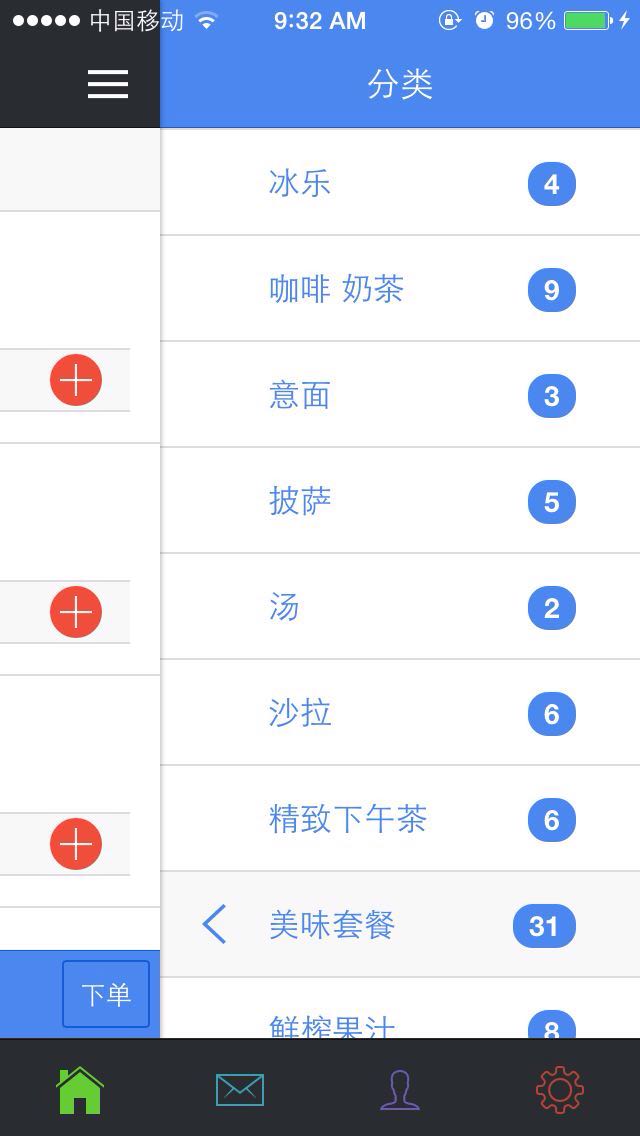 中国移动 9:32 AM 96%
分类
冰乐 4
咖啡 奶茶 9
意面 3
披萨 5
汤 2
沙拉 6
精致下午茶 6
美味套餐 31
下单
鲜榨果汁 8